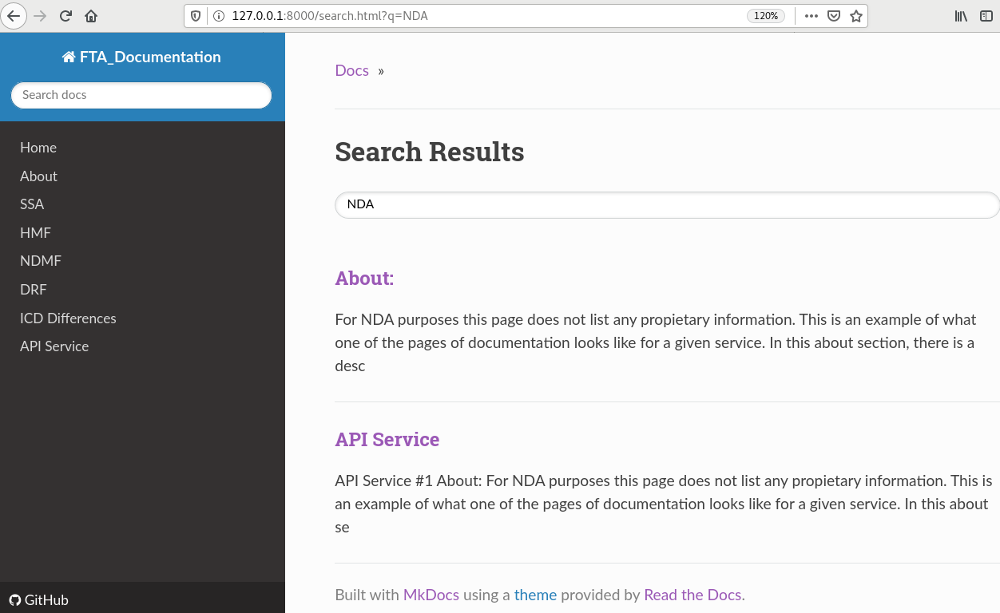 127.0.0.1:8000/search.html?q=NDA
120%
FTA_Documentation
Search docs
Home
About
SSA
HMF
NDMF
DRF
ICD Differences
API Service
GitHub
Docs »
Search Results
NDA
About:
For NDA purposes this page does not list any propietary information. This is an example of what
one of the pages of documentation looks like for a given service. In this about section, there is a
desc
API Service
API Service #1 About: For NDA purposes this page does not list any propietary information. This is
an example of what one of the pages of documentation looks like for a given service. In this about
se
Built with MkDocs using a theme provided by Read the Docs.